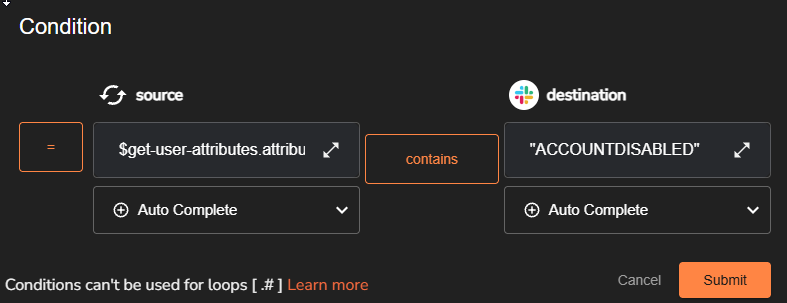 Condition
source
destination
=
$get-user-attributes.attribu
contains
"ACCOUNTDISABLED"
Auto Complete
Auto Complete
Conditions can't be used for loops [ .# ] Learn more
Cancel
Submit